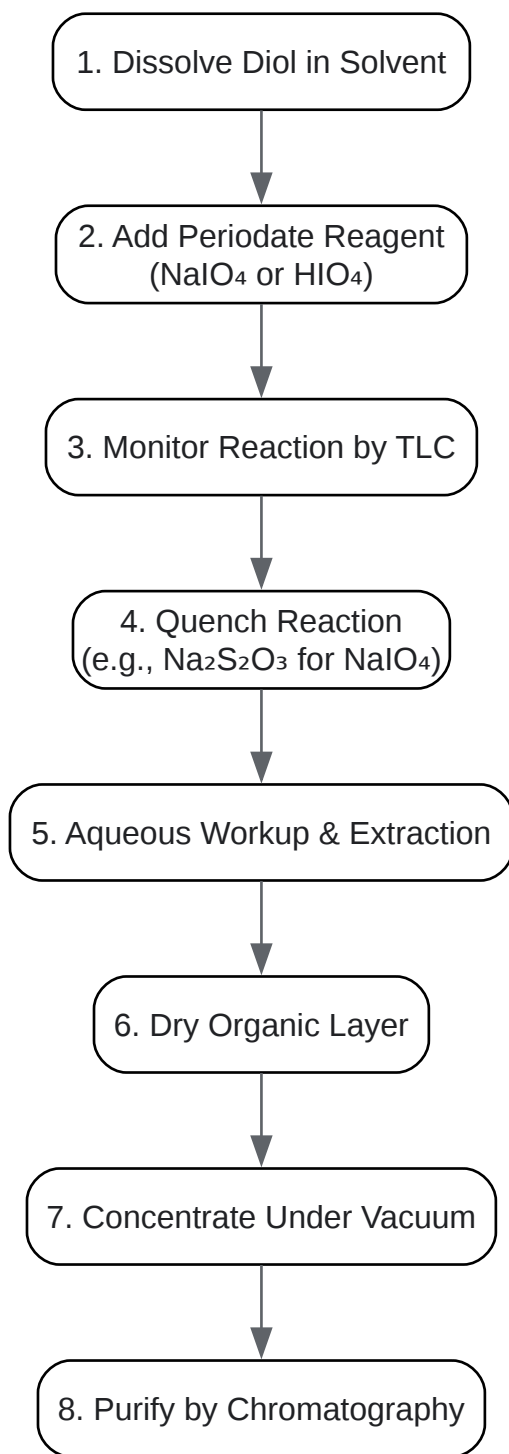 1. Dissolve Diol in Solvent
2. Add Periodate Reagent
(NaIO₄ or HIO₄)
3. Monitor Reaction by TLC
4. Quench Reaction
(e.g., Na₂S₂O₃ for NaIO₄)
5. Aqueous Workup & Extraction
6. Dry Organic Layer
7. Concentrate Under Vacuum
8. Purify by Chromatography